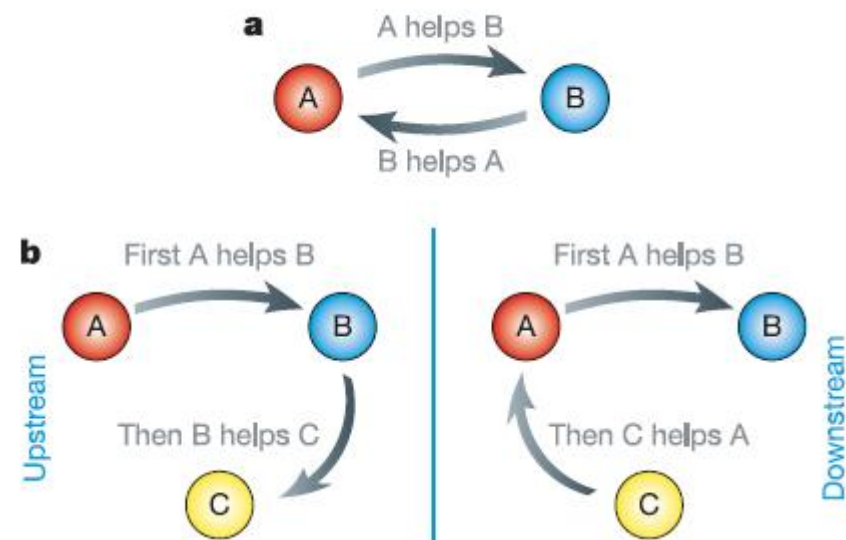 a
A helps B
A
B
B helps A
b
Upstream
First A helps B
A
B
Then B helps C
C
First A helps B
A
B
Then C helps A
C
Downstream